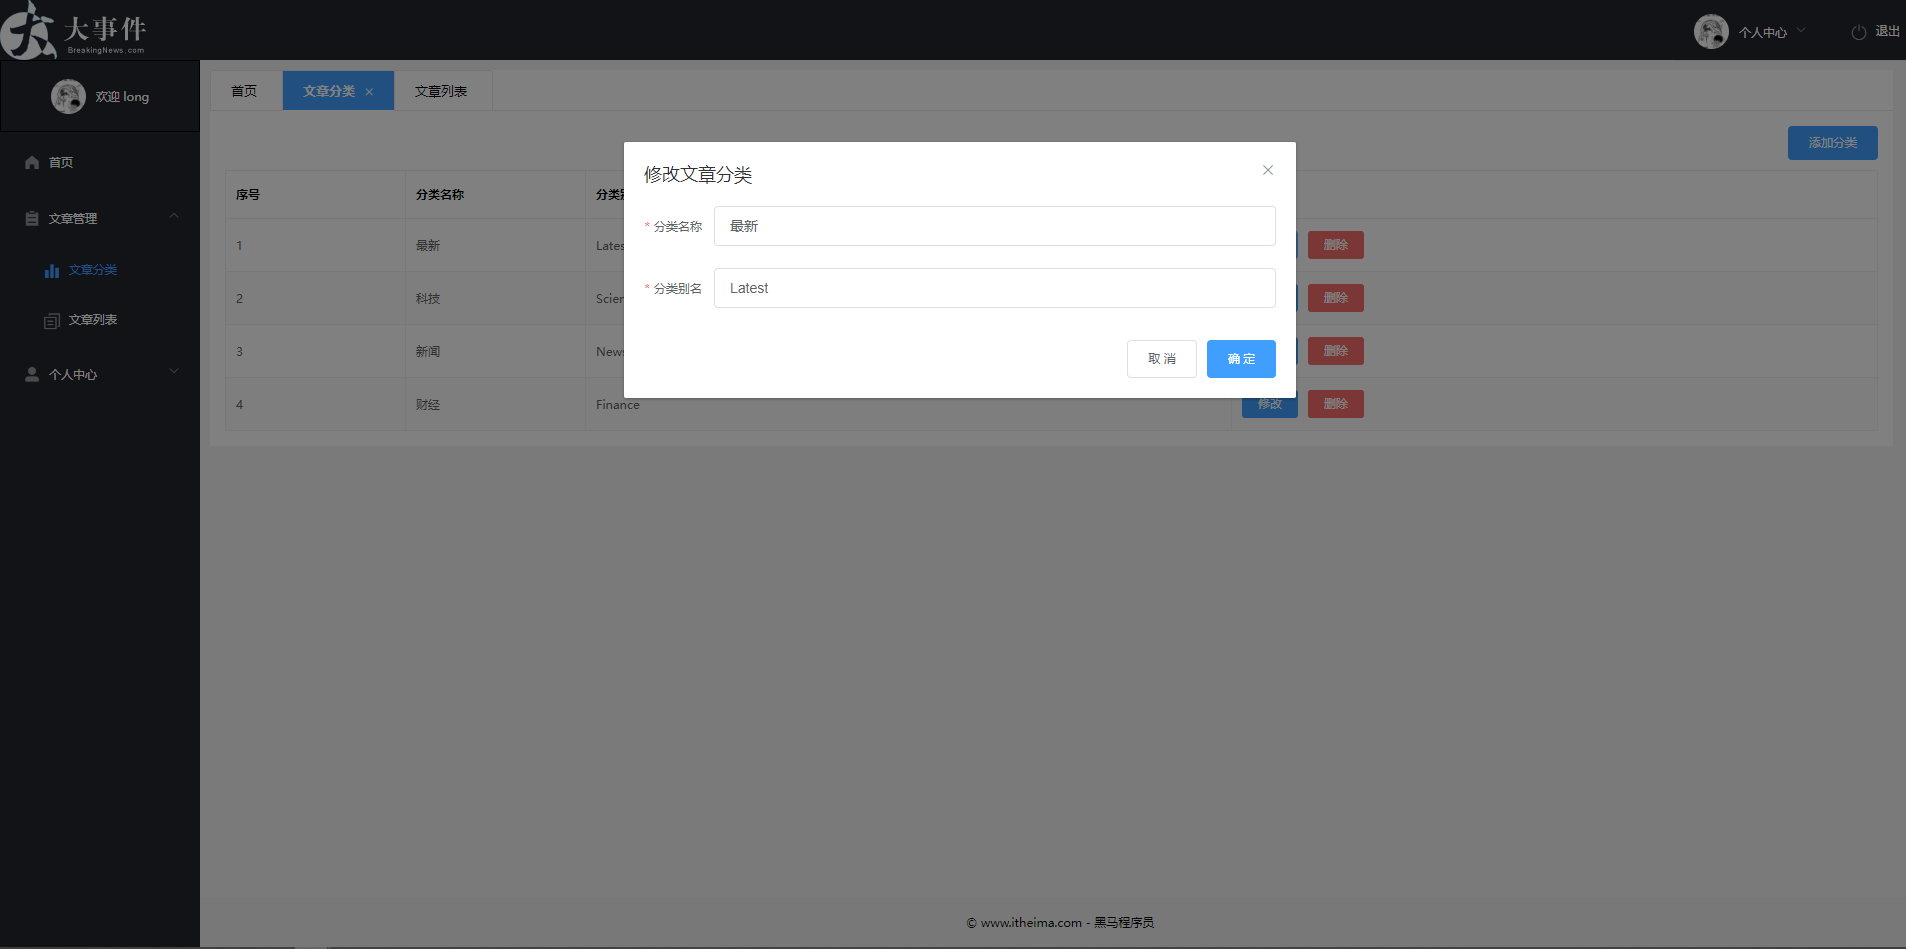 大事件
BreakingNews.com
个人中心
退出
欢迎 long
首页
文章分类
文章列表
添加分类
首页
文章管理
文章分类
文章列表
个人中心
序号
分类名称
1
最新
删除
2
科技
删除
3
新闻
News
删除
4
财经
Finance
修改
删除
修改文章分类
* 分类名称
最新
* 分类别名
Latest
取 消
确 定
© www.itheima.com - 黑马程序员